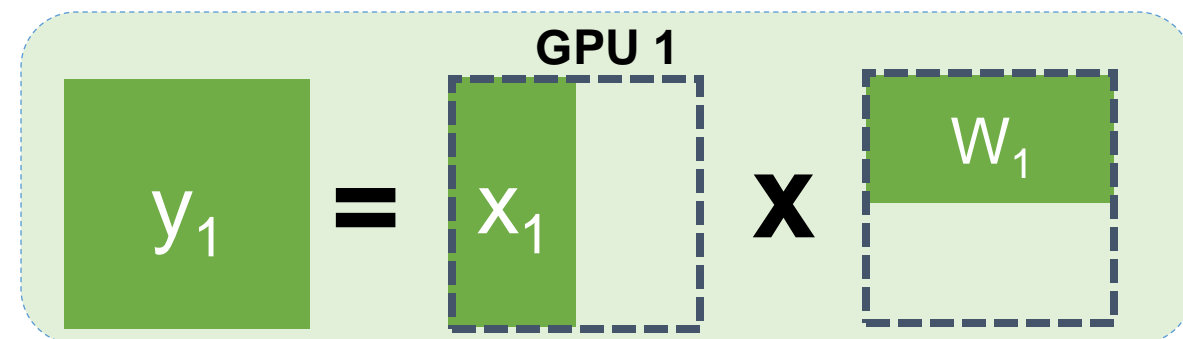 GPU 1
y₁ = x₁ x W₁